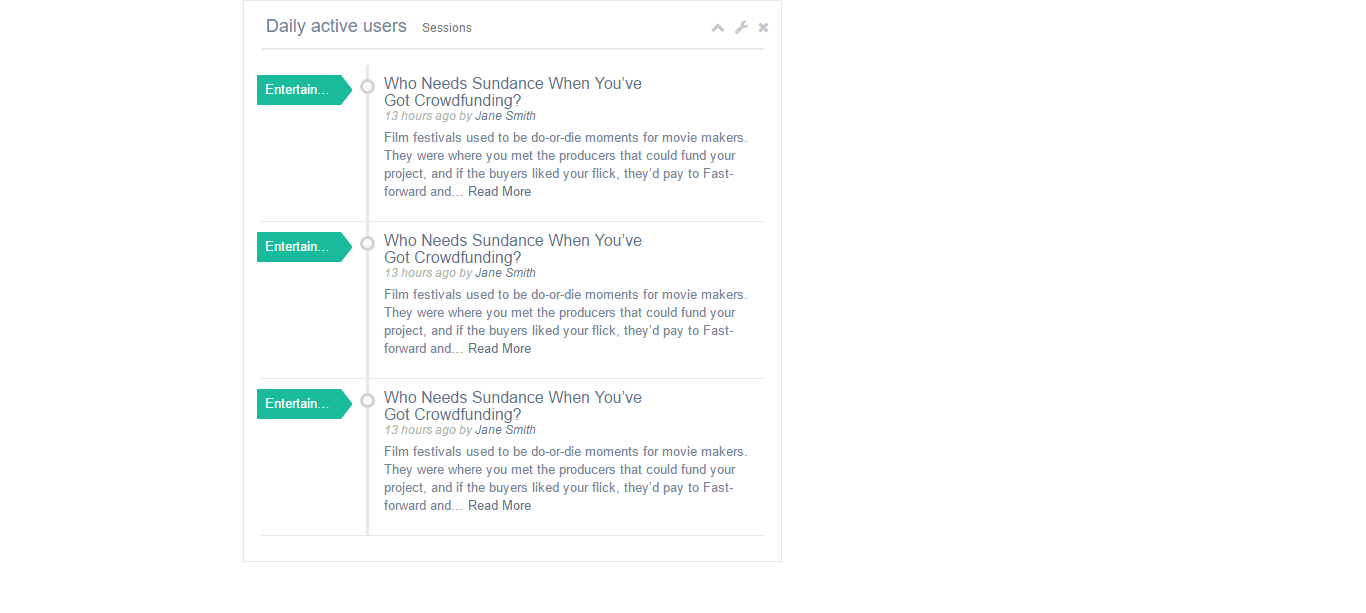 Daily active users Sessions
Entertain...
Who Needs Sundance When You’ve
Got Crowdfunding?
13 hours ago by Jane Smith
Film festivals used to be do-or-die moments for movie makers.
They were where you met the producers that could fund your
project, and if the buyers liked your flick, they’d pay to Fast-
forward and... Read More
Entertain...
Who Needs Sundance When You’ve
Got Crowdfunding?
13 hours ago by Jane Smith
Film festivals used to be do-or-die moments for movie makers.
They were where you met the producers that could fund your
project, and if the buyers liked your flick, they’d pay to Fast-
forward and... Read More
Entertain...
Who Needs Sundance When You’ve
Got Crowdfunding?
13 hours ago by Jane Smith
Film festivals used to be do-or-die moments for movie makers.
They were where you met the producers that could fund your
project, and if the buyers liked your flick, they’d pay to Fast-
forward and... Read More